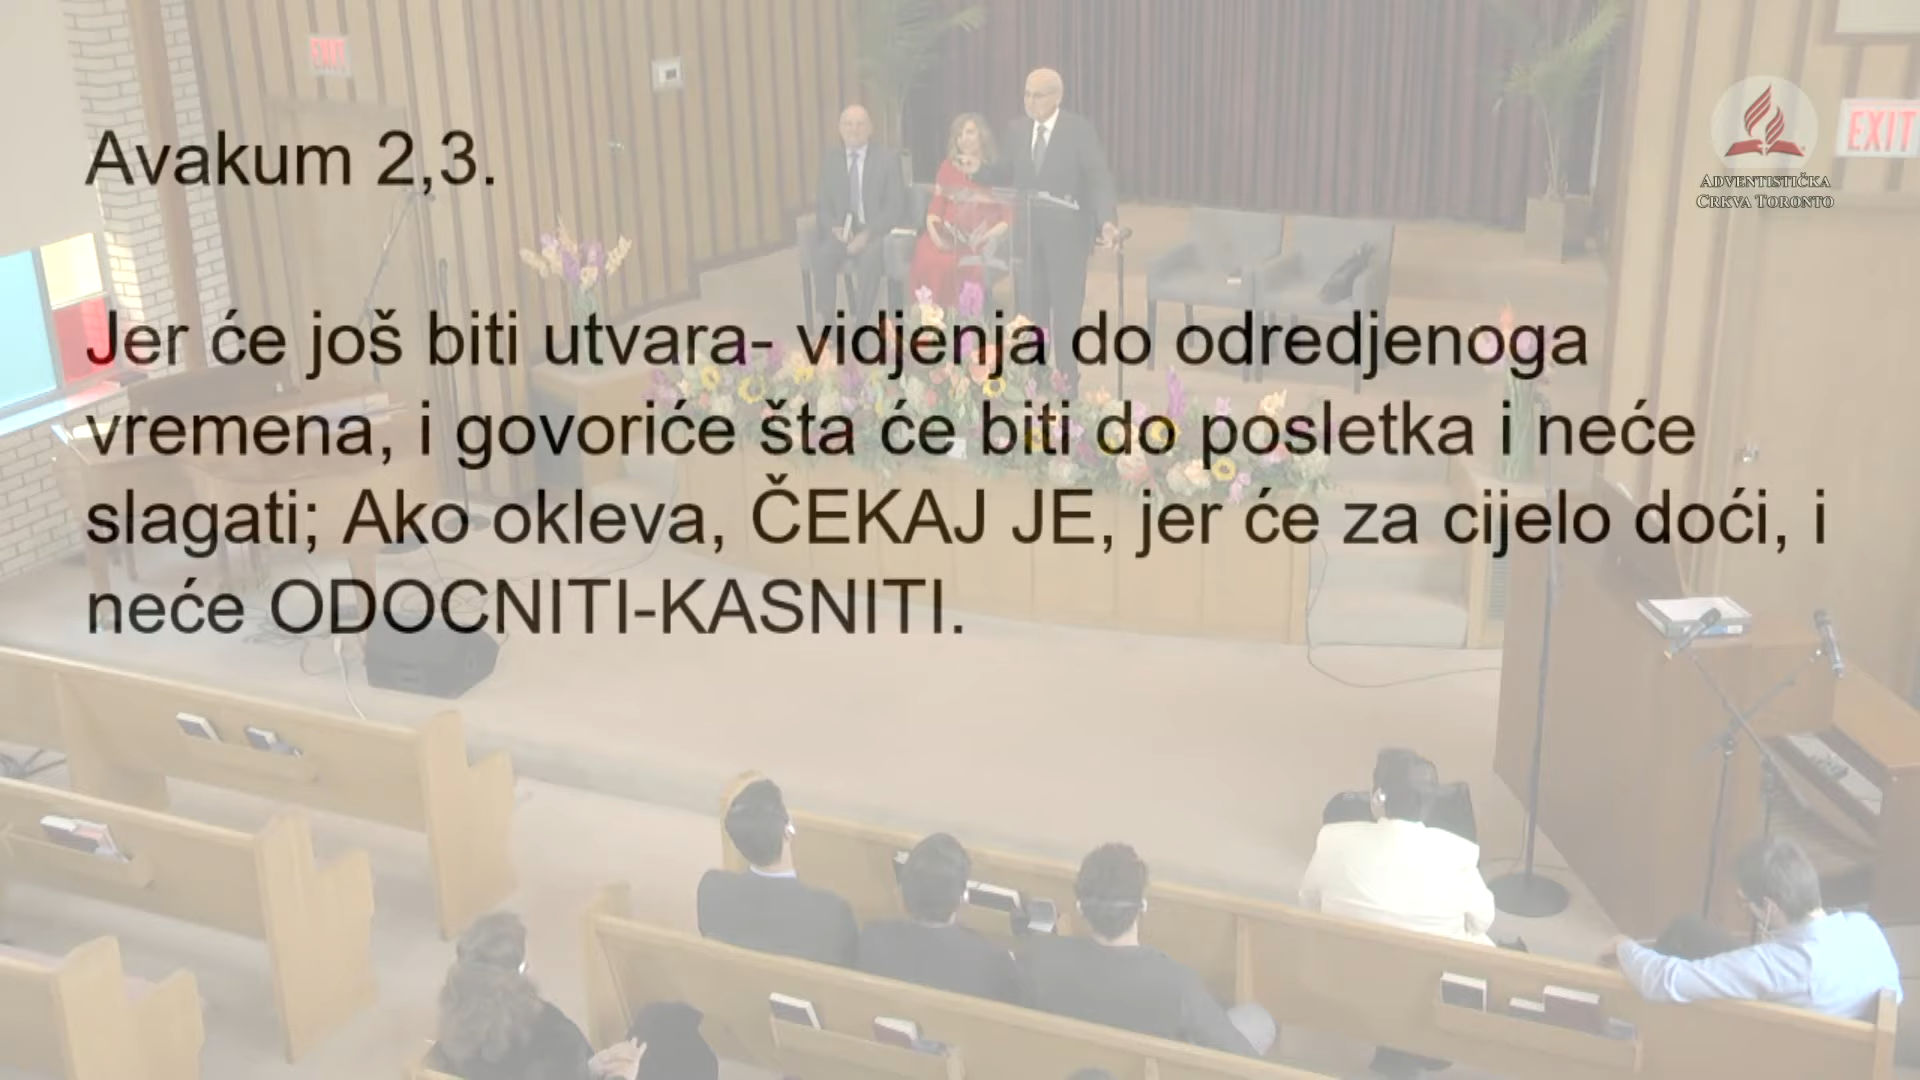 EXIT
Avakum 2,3.
EXIT
ADVENTISTIČKA
CRKVA TORONTO
Jer će još biti utvara- vidjenja do odredjenoga
vremena, i govoriće šta će biti do posletka i neće
slagati; Ako okleva, ČEKAJ JE, jer će za cijelo doći, i
neće ODOCNITI-KASNITI.